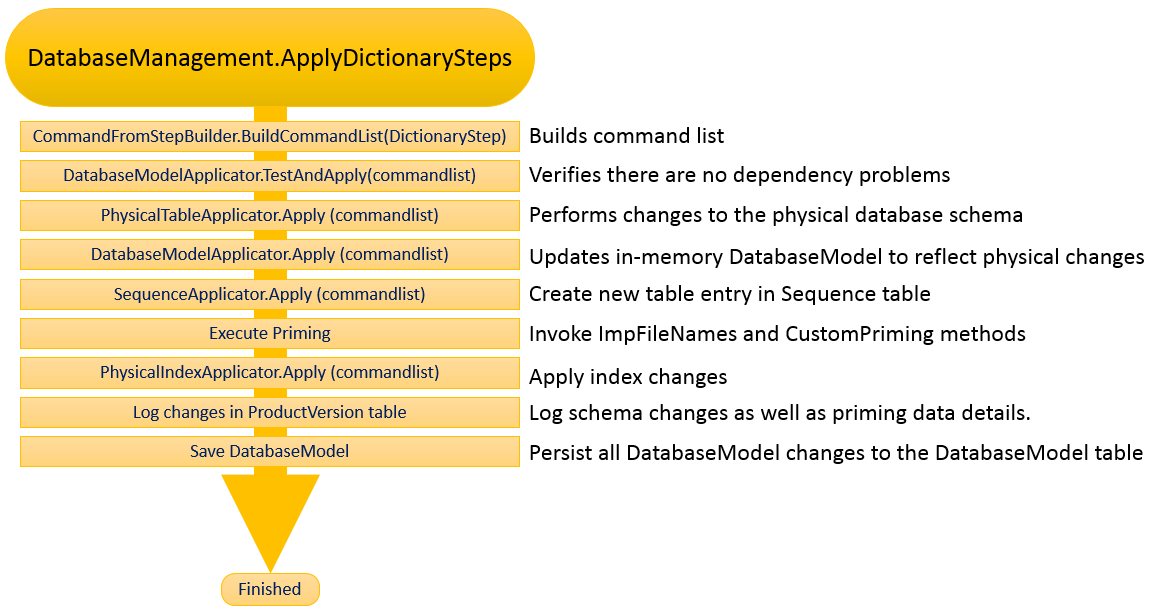 DatabaseManagement.ApplyDictionarySteps
CommandFromStepBuilder.BuildCommandList(DictionaryStep) Builds command list
DatabaseModelApplicator.TestAndApply(commandlist) Verifies there are no dependency problems
PhysicalTableApplicator.Apply (commandlist) Performs changes to the physical database schema
DatabaseModelApplicator.Apply (commandlist) Updates in-memory DatabaseModel to reflect physical changes
SequenceApplicator.Apply (commandlist) Create new table entry in Sequence table
Execute Priming Invoke ImpFileNames and CustomPriming methods
PhysicalIndexApplicator.Apply (commandlist) Apply index changes
Log changes in ProductVersion table Log schema changes as well as priming data details.
Save DatabaseModel Persist all DatabaseModel changes to the DatabaseModel table
Finished